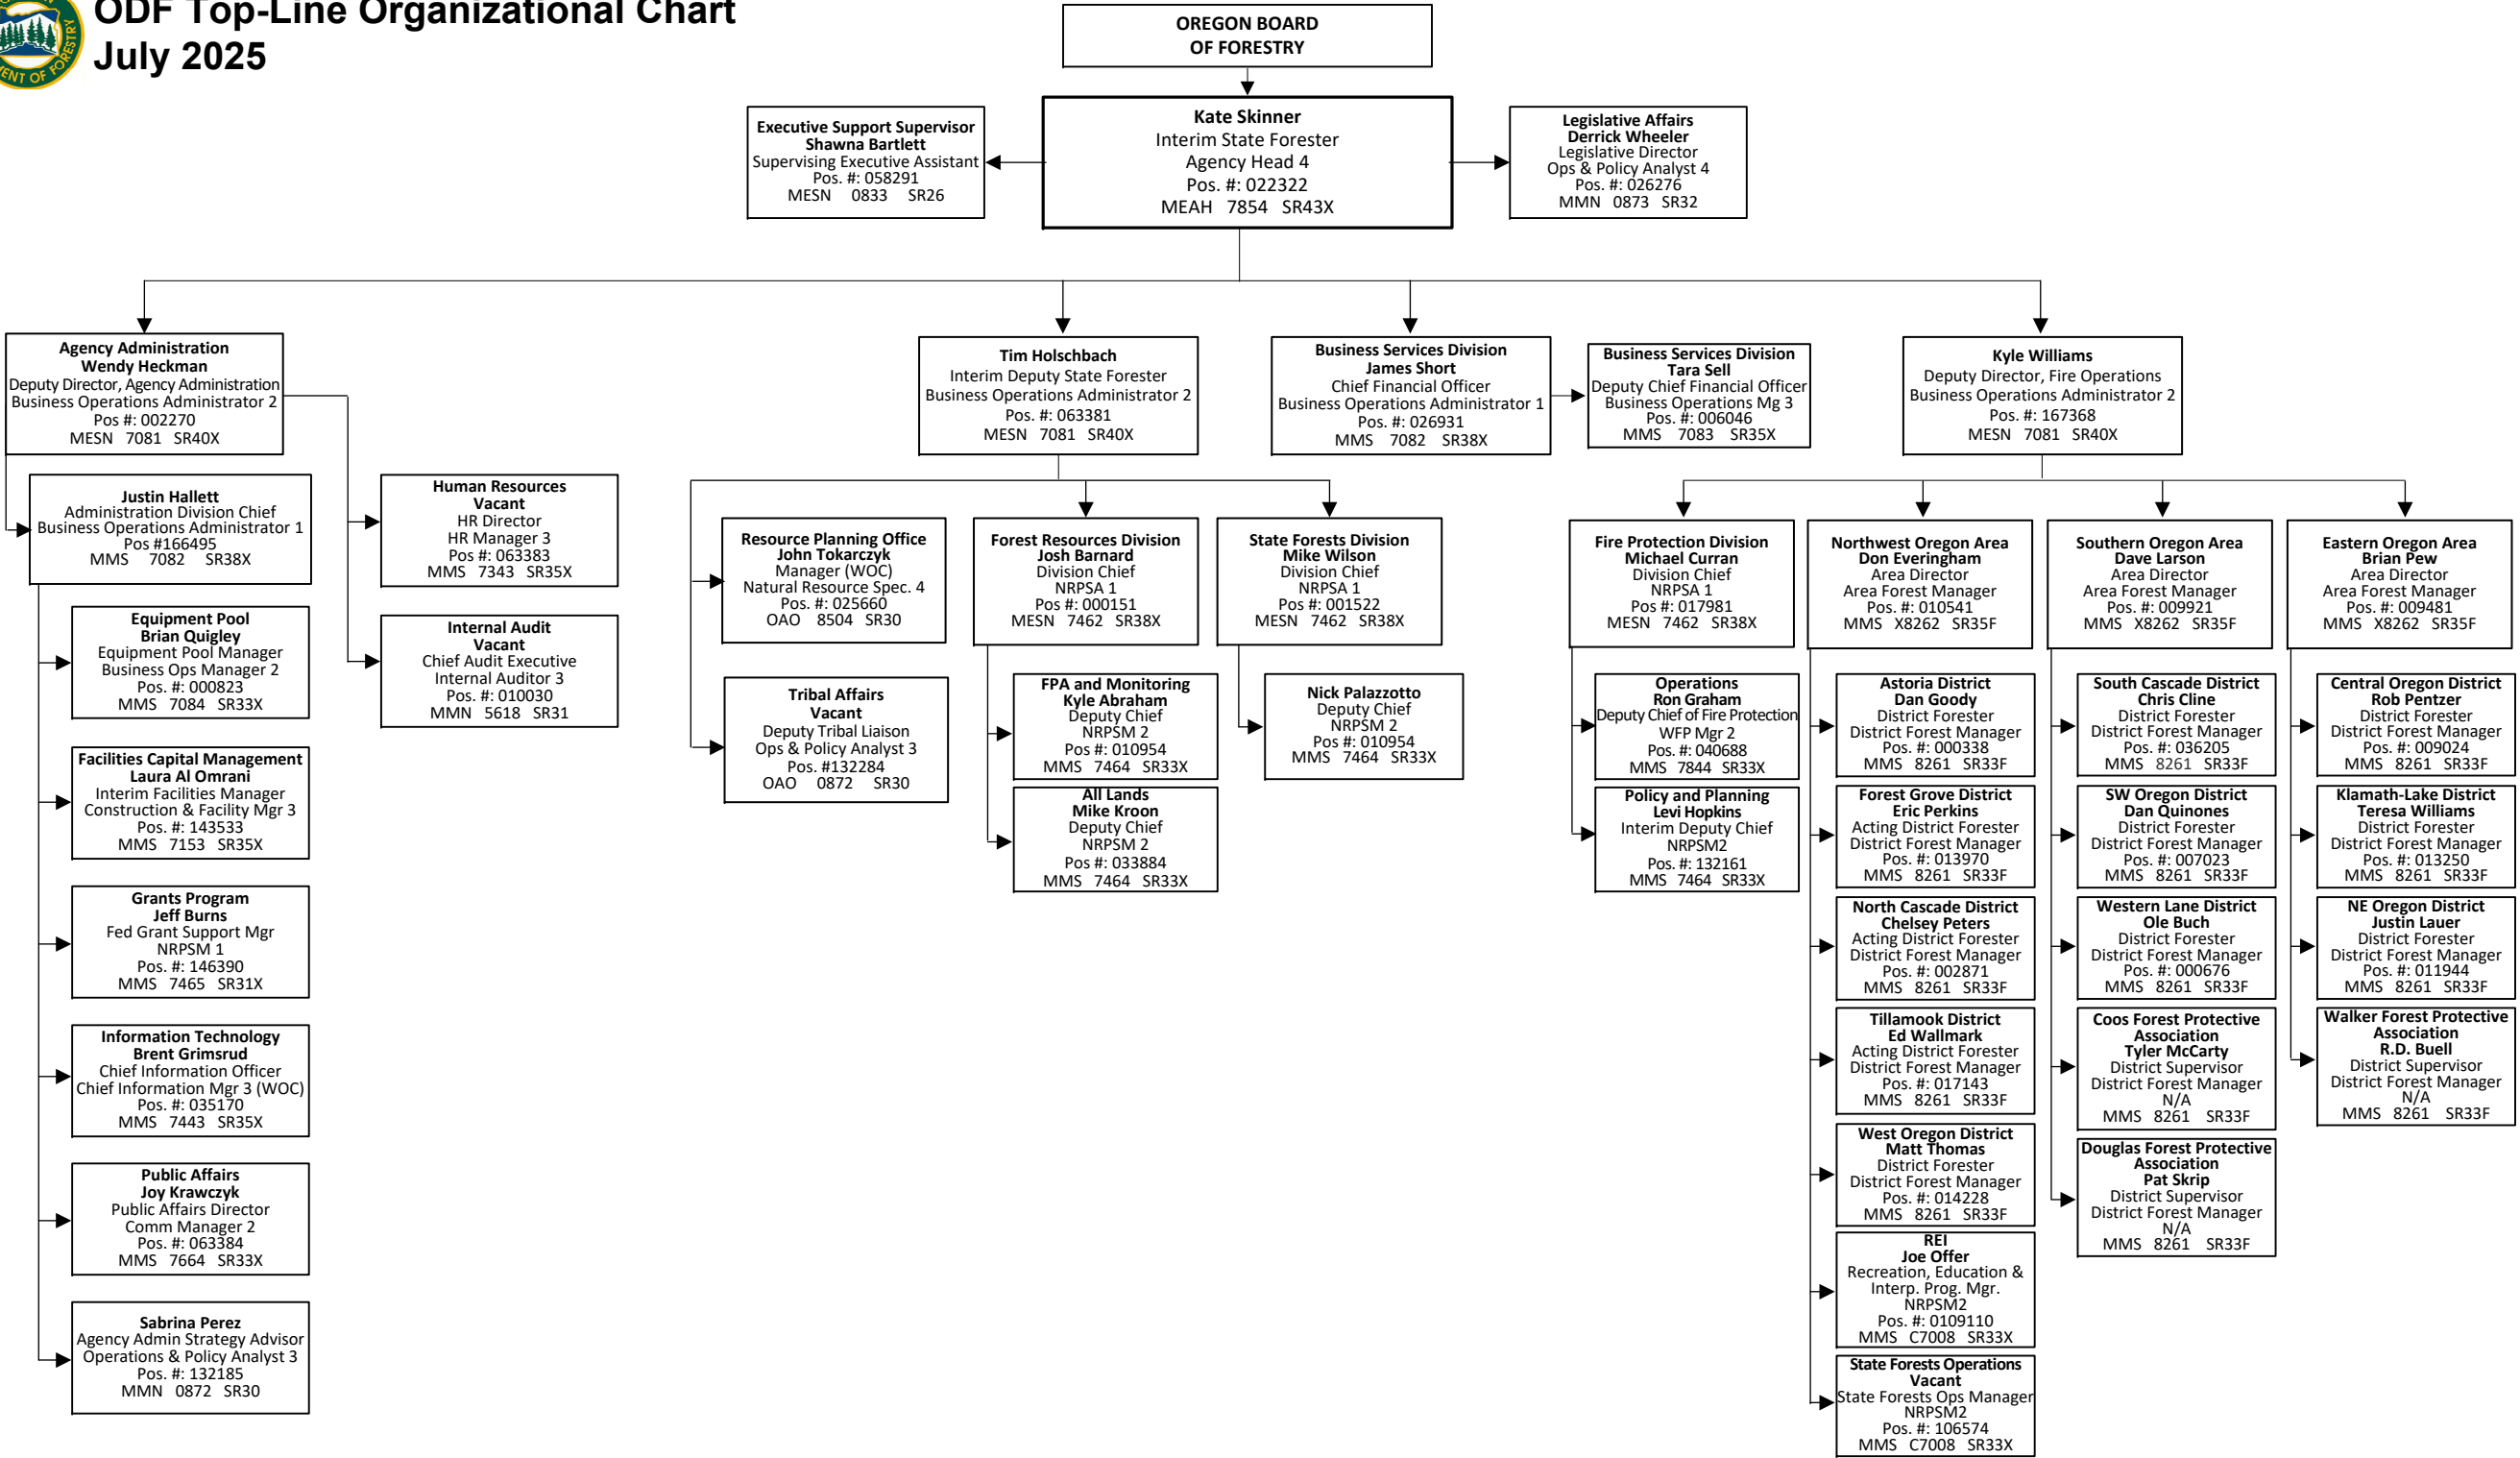 ODF Top-Line Organizational Chart
July 2025
MENT OF FORESTRY
OREGON BOARD
OF FORESTRY
Executive Support Supervisor
Shawna Bartlett
Supervising Executive Assistant
Pos. #: 058291
MESN 0833 SR26
Kate Skinner
Interim State Forester
Agency Head 4
Pos. #: 022322
MEAH 7854 SR43X
Legislative Affairs
Derrick Wheeler
Legislative Director
Ops & Policy Analyst 4
Pos. #: 026276
MMN 0873 SR32
Agency Administration
Wendy Heckman
Deputy Director, Agency Administration
Business Operations Administrator 2
Pos #: 002270
MESN 7081 SR40X
Tim Holschbach
Interim Deputy State Forester
Business Operations Administrator 2
Pos. #: 063381
MESN 7081 SR40X
Business Services Division
James Short
Chief Financial Officer
Business Operations Administrator 1
Pos. #: 026931
MMS 7082 SR38X
Business Services Division
Tara Sell
Deputy Chief Financial Officer
Business Operations Mg 3
Pos. #: 006046
MMS 7083 SR35X
Kyle Williams
Deputy Director, Fire Operations
Business Operations Administrator 2
Pos. #: 167368
MESN 7081 SR40X
Justin Hallett
Administration Division Chief
Business Operations Administrator 1
Pos #166495
MMS 7082 SR38X
Human Resources
Vacant
HR Director
HR Manager 3
Pos #: 063383
MMS 7343 SR35X
Internal Audit
Vacant
Chief Audit Executive
Internal Auditor 3
Pos. #: 010030
MMN 5618 SR31
Equipment Pool
Brian Quigley
Equipment Pool Manager
Business Ops Manager 2
Pos. #: 000823
MMS 7084 SR33X
Facilities Capital Management
Laura Al Omrani
Interim Facilities Manager
Construction & Facility Mgr 3
Pos. #: 143533
MMS 7153 SR35X
Grants Program
Jeff Burns
Fed Grant Support Mgr
NRPSM 1
Pos. #: 146390
MMS 7465 SR31X
Information Technology
Brent Grimsrud
Chief Information Officer
Chief Information Mgr 3 (WOC)
Pos. #: 035170
MMS 7443 SR35X
Public Affairs
Joy Krawczyk
Public Affairs Director
Comm Manager 2
Pos. #: 063384
MMS 7664 SR33X
Sabrina Perez
Agency Admin Strategy Advisor
Operations & Policy Analyst 3
Pos. #: 132185
MMN 0872 SR30
Resource Planning Office
John Tokarczyk
Manager (WOC)
Natural Resource Spec. 4
Pos. #: 025660
OAO 8504 SR30
Tribal Affairs
Vacant
Deputy Tribal Liaison
Ops & Policy Analyst 3
Pos. #132284
OAO 0872 SR30
Forest Resources Division
Josh Barnard
Division Chief
NRPSA 1
Pos #: 000151
MESN 7462 SR38X
FPA and Monitoring
Kyle Abraham
Deputy Chief
NRPSM 2
Pos #: 010954
MMS 7464 SR33X
All Lands
Mike Kroon
Deputy Chief
NRPSM 2
Pos #: 033884
MMS 7464 SR33X
State Forests Division
Mike Wilson
Division Chief
NRPSA 1
Pos #: 001522
MESN 7462 SR38X
Nick Palazzotto
Deputy Chief
NRPSM 2
Pos #: 010954
MMS 7464 SR33X
Fire Protection Division
Michael Curran
Division Chief
NRPSA 1
Pos #: 017981
MESN 7462 SR38X
Operations
Ron Graham
Deputy Chief of Fire Protection
WFP Mgr 2
Pos. #: 040688
MMS 7844 SR33X
Policy and Planning
Levi Hopkins
Interim Deputy Chief
NRPSM2
Pos. #: 132161
MMS 7464 SR33X
Northwest Oregon Area
Don Everingham
Area Director
Area Forest Manager
Pos. #: 010541
MMS X8262 SR35F
Astoria District
Dan Goody
District Forester
District Forest Manager
Pos. #: 000338
MMS 8261 SR33F
Forest Grove District
Eric Perkins
Acting District Forester
District Forest Manager
Pos. #: 013970
MMS 8261 SR33F
North Cascade District
Chelsey Peters
Acting District Forester
District Forest Manager
Pos. #: 002871
MMS 8261 SR33F
Tillamook District
Ed Wallmark
Acting District Forester
District Forest Manager
Pos. #: 017143
MMS 8261 SR33F
West Oregon District
Matt Thomas
District Forester
District Forest Manager
Pos. #: 014228
MMS 8261 SR33F
REI
Joe Offer
Recreation, Education &
Interp. Prog. Mgr.
NRPSM2
Pos. #: 0109110
MMS C7008 SR33X
State Forests Operations
Vacant
State Forests Ops Manager
NRPSM2
Pos. #: 106574
MMS C7008 SR33X
Southern Oregon Area
Dave Larson
Area Director
Area Forest Manager
Pos. #: 009921
MMS X8262 SR35F
South Cascade District
Chris Cline
District Forester
District Forest Manager
Pos. #: 036205
MMS 8261 SR33F
SW Oregon District
Dan Quinones
District Forester
District Forest Manager
Pos. #: 007023
MMS 8261 SR33F
Western Lane District
Ole Buch
District Forester
District Forest Manager
Pos. #: 000676
MMS 8261 SR33F
Coos Forest Protective
Association
Tyler McCarty
District Supervisor
District Forest Manager
N/A
MMS 8261 SR33F
Douglas Forest Protective
Association
Pat Skrip
District Supervisor
District Forest Manager
N/A
MMS 8261 SR33F
Eastern Oregon Area
Brian Pew
Area Director
Area Forest Manager
Pos. #: 009481
MMS X8262 SR35F
Central Oregon District
Rob Pentzer
District Forester
District Forest Manager
Pos. #: 009024
MMS 8261 SR33F
Klamath-Lake District
Teresa Williams
District Forester
District Forest Manager
Pos. #: 013250
MMS 8261 SR33F
NE Oregon District
Justin Lauer
District Forester
District Forest Manager
Pos. #: 011944
MMS 8261 SR33F
Walker Forest Protective
Association
R.D. Buell
District Supervisor
District Forest Manager
N/A
MMS 8261 SR33F